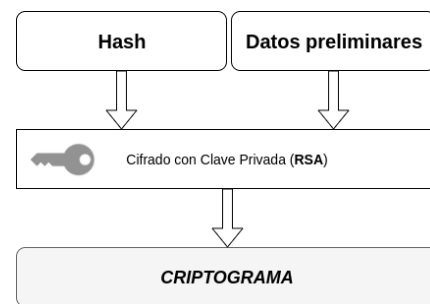 Hash
Datos preliminares
Cifrado con Clave Privada (RSA)
CRIPTOGRAMA